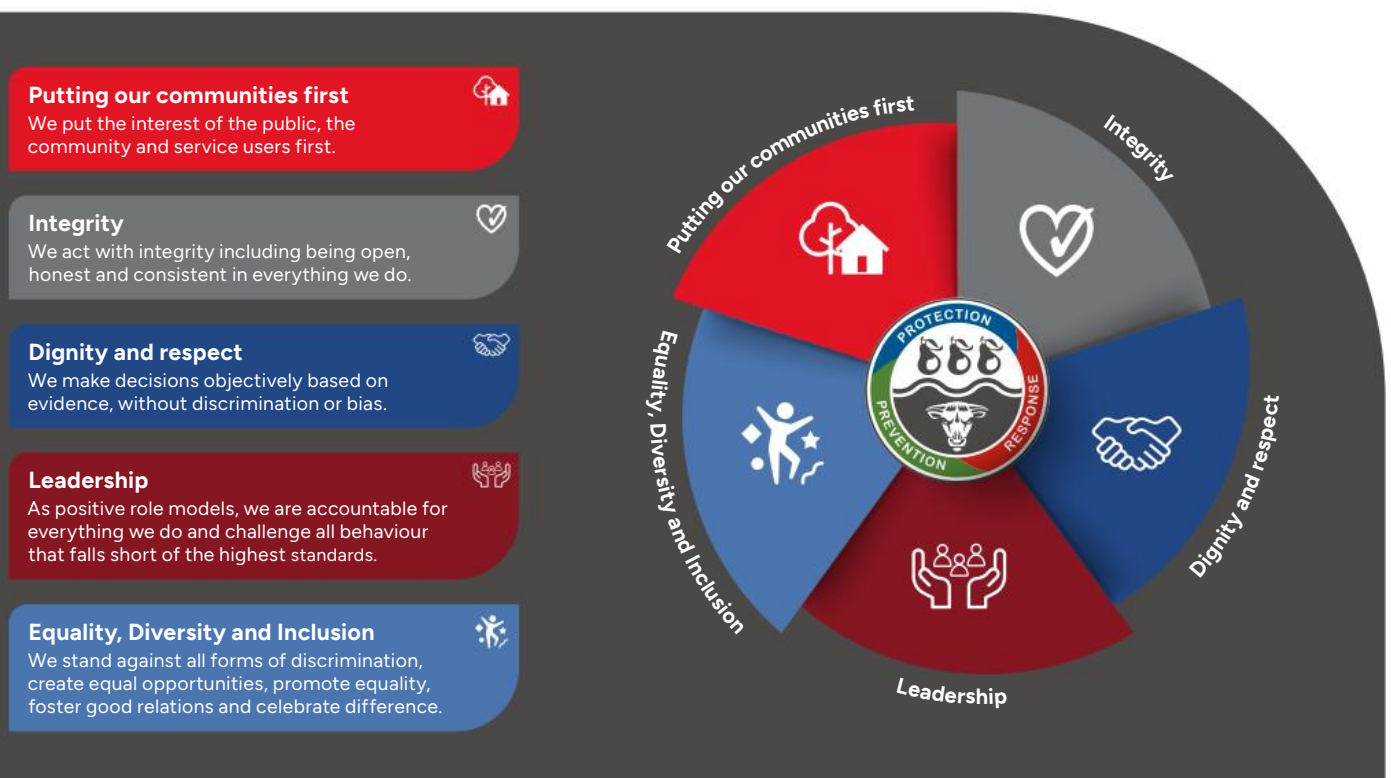 Putting our communities first
We put the interest of the public, the
community and service users first.
Integrity
We act with integrity including being open,
honest and consistent in everything we do.
Dignity and respect
We make decisions objectively based on
evidence, without discrimination or bias.
Leadership
As positive role models, we are accountable for
everything we do and challenge all behaviour
that falls short of the highest standards.
Equality, Diversity and Inclusion
We stand against all forms of discrimination,
create equal opportunities, promote equality,
foster good relations and celebrate difference.
Putting our communities first
Integrity
Dignity and respect
Leadership
Equality, Diversity and Inclusion
PROTECTION
RESPONSE
PREVENTION